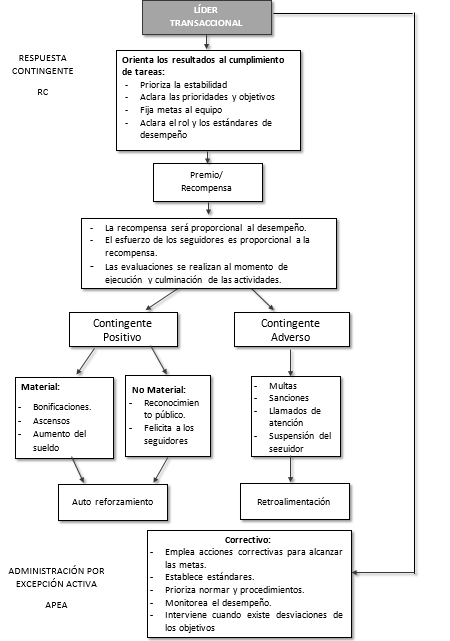 LÍDER
TRANSACCIONAL
RESPUESTA
CONTINGENTE
RC
Orienta los resultados al cumplimiento
de tareas:
- Prioriza la estabilidad
- Aclara las prioridades y objetivos
- Fija metas al equipo
- Aclara el rol y los estándares de
desempeño
Premio/
Recompensa
- La recompensa será proporcional al desempeño.
- El esfuerzo de los seguidores es proporcional a la
recompensa.
- Las evaluaciones se realizan al momento de
ejecución y culminación de las actividades.
Contingente
Positivo
Contingente
Adverso
Material:
- Bonificaciones.
- Ascensos
- Aumento del
sueldo
No Material:
- Reconocimien
to público.
- Felicita a los
seguidores
- Multas
- Sanciones
- Llamados de
atención
- Suspensión del
seguidor
Auto reforzamiento
Retroalimentación
ADMINISTRACIÓN POR
EXCEPCIÓN ACTIVA
APEA
Correctivo:
- Emplea acciones correctivas para alcanzar
las metas.
- Establece estándares.
- Prioriza normar y procedimientos.
- Monitorea el desempeño.
- Interviene cuando existe desviaciones de
los objetivos